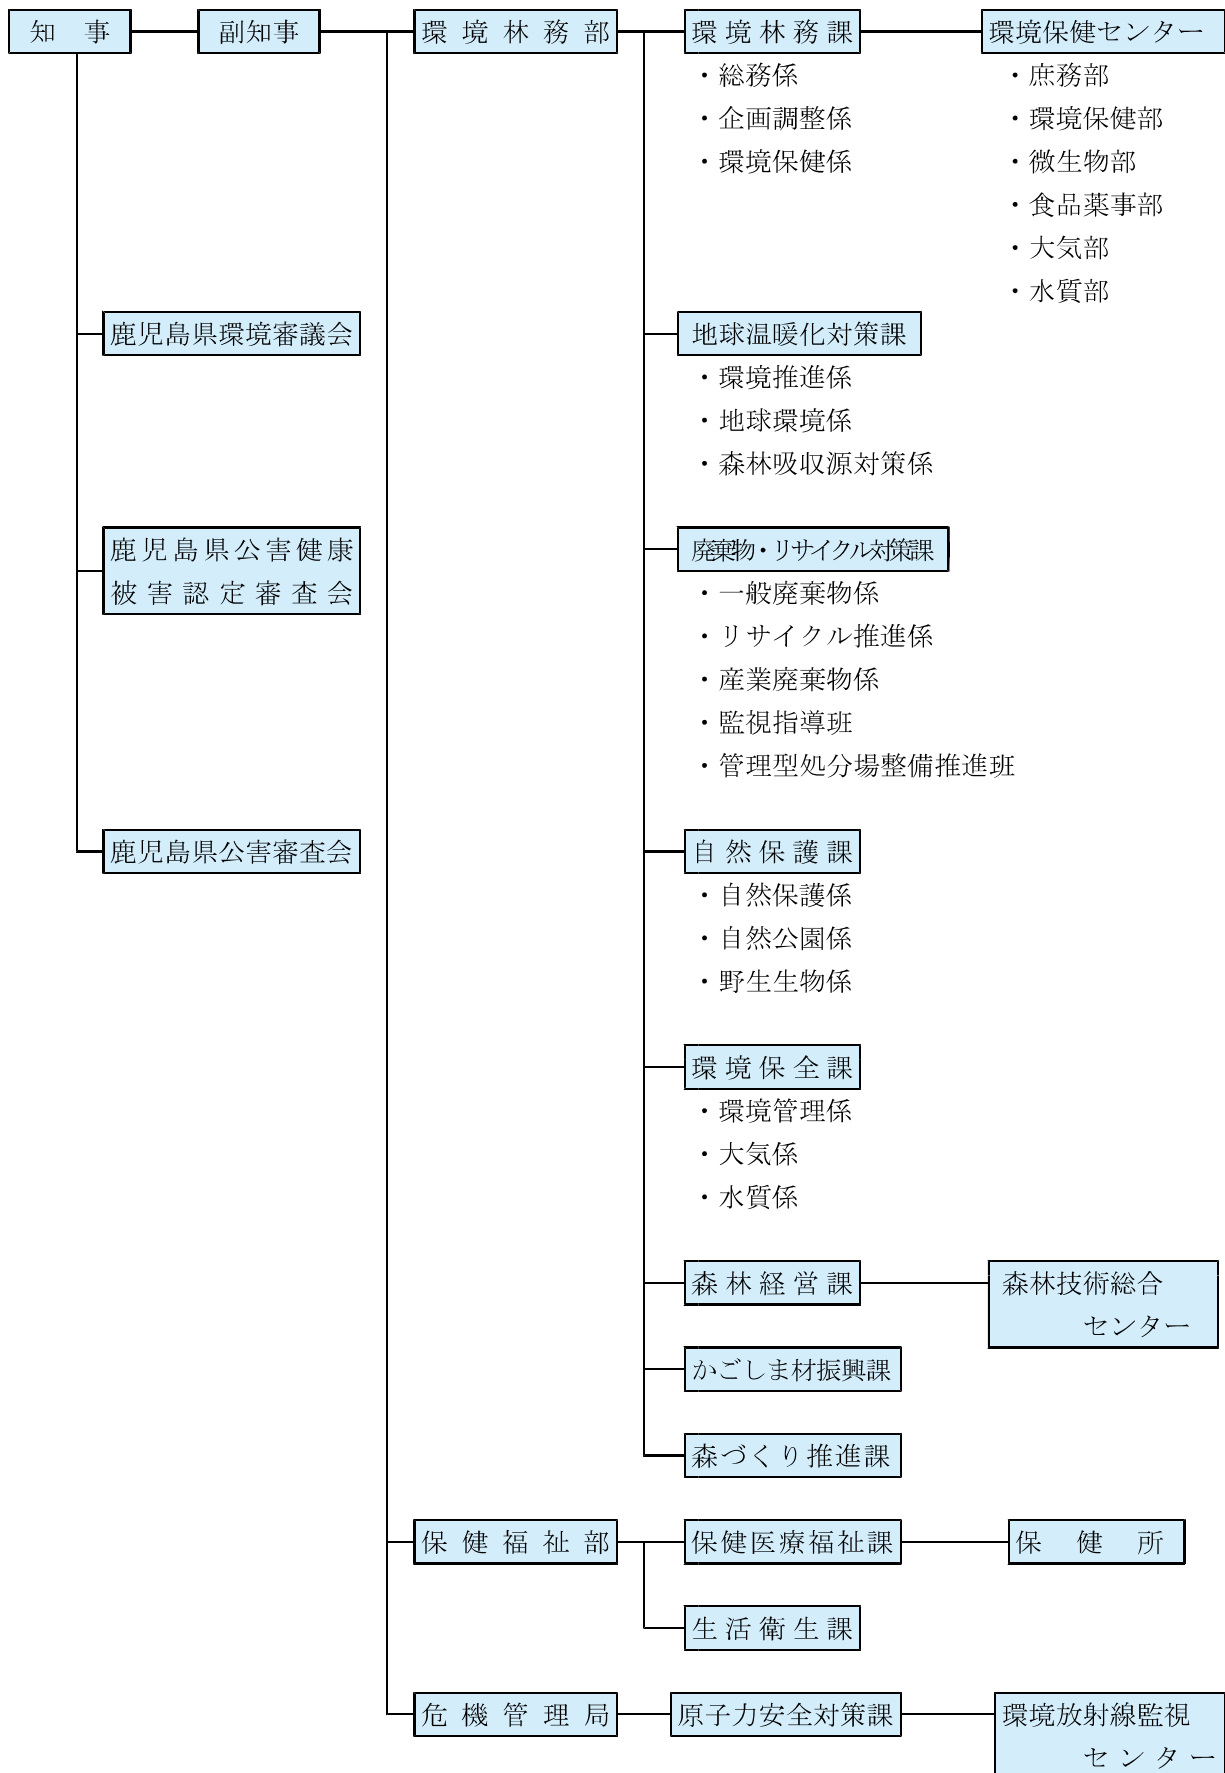 知事
副知事
環境林務部
環境林務課
環境保健センター
・総務係
・企画調整係
・環境保健係
・庶務部
・環境保健部
・微生物部
・食品薬事部
・大気部
・水質部
鹿児島県環境審議会
地球温暖化対策課
・環境推進係
・地球環境係
・森林吸収源対策係
鹿児島県公害健康
被害認定審査会
廃棄物・リサイクル対策課
・一般廃棄物係
・リサイクル推進係
・産業廃棄物係
・監視指導班
・管理型処分場整備推進班
鹿児島県公害審査会
自然保護課
・自然保護係
・自然公園係
・野生生物係
環境保全課
・環境管理係
・大気係
・水質係
森林経営課
森林技術総合
センター
かごしま材振興課
森づくり推進課
保健福祉部
保健医療福祉課
保健所
生活衛生課
危機管理局
原子力安全対策課
環境放射線監視
センター